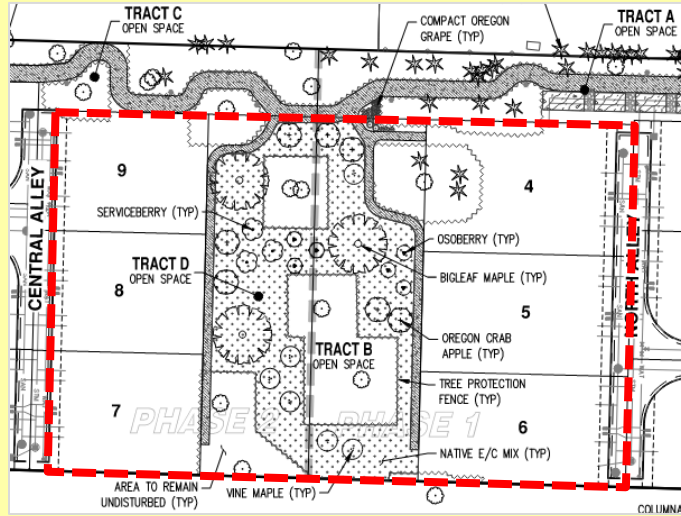 TRACT C
OPEN SPACE
COMPACT OREGON
GRAPE (TYP)
TRACT A
OPEN SPACE
CENTRAL ALLEY
9
4
SERVICEBERRY (TYP)
OSOBERRY (TYP)
TRACT D
OPEN SPACE
BIGLEAF MAPLE (TYP)
NORTH ALLEY
8
5
OREGON CRAB
APPLE (TYP)
TRACT B
OPEN SPACE
TREE PROTECTION
FENCE (TYP)
7
PHASE 2
PHASE 1
6
NATIVE E/C MIX (TYP)
AREA TO REMAIN
UNDISTURBED (TYP)
VINE MAPLE (TYP)
COLUMNA